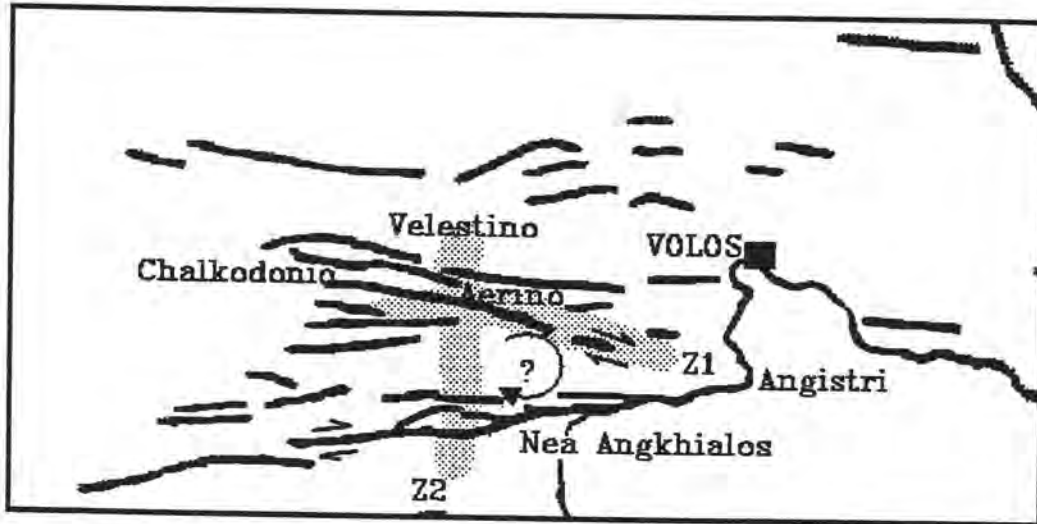 Velestino
VOLOS
Chalkodonio
Aerino
?
Z1
Angistri
Nea Angkhialos
Z2